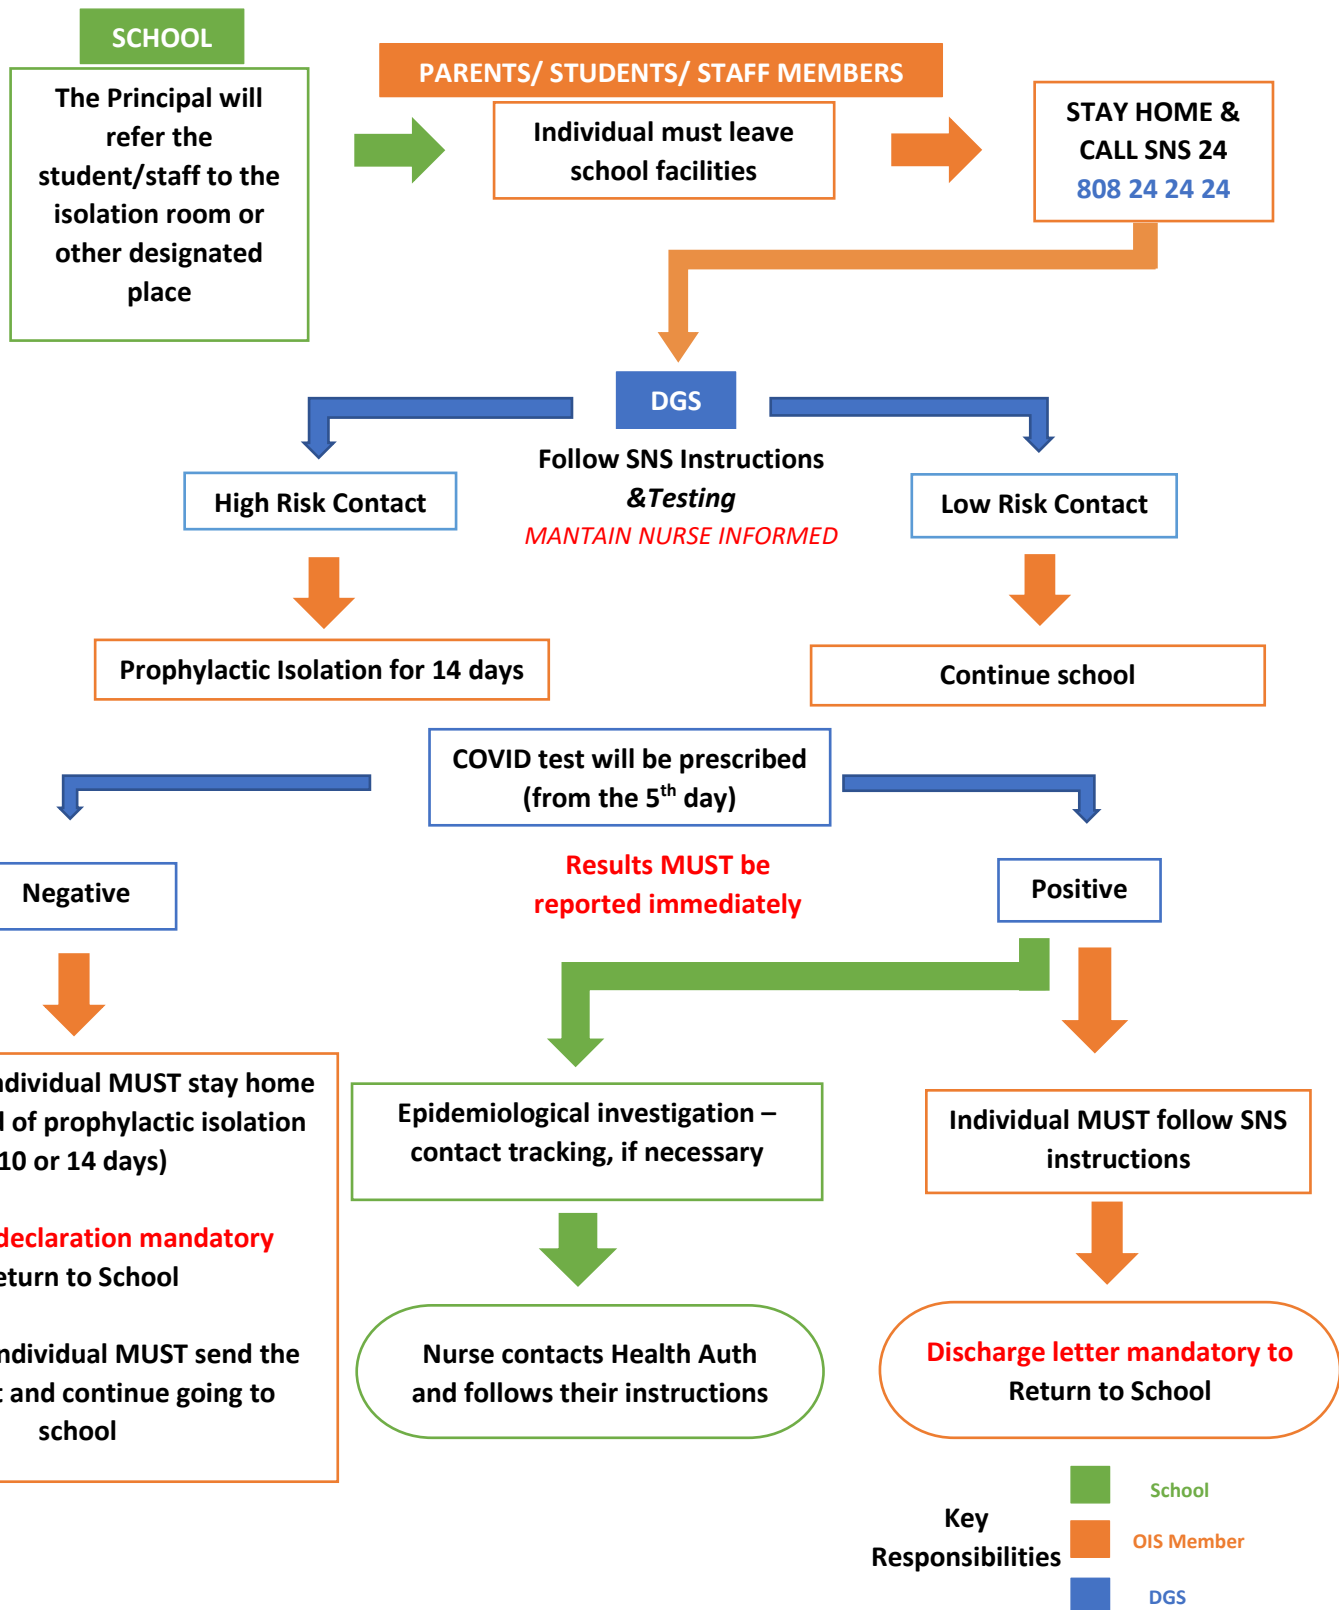 SCHOOL
The Principal will
refer the
student/staff to the
isolation room or
other designated
place
PARENTS/ STUDENTS/ STAFF MEMBERS
Individual must leave
school facilities
STAY HOME &
CALL SNS 24
808 24 24 24
DGS
Follow SNS Instructions
&Testing
MANTAIN NURSE INFORMED
High Risk Contact
Low Risk Contact
Prophylactic Isolation for 14 days
Continue school
COVID test will be prescribed
(from the 5th day)
Results MUST be
reported immediately
Negative
Positive
ndividual MUST stay home
d of prophylactic isolation
10 or 14 days)
declaration mandatory
eturn to School
ndividual MUST send the
t and continue going to
school
Epidemiological investigation –
contact tracking, if necessary
Individual MUST follow SNS
instructions
Nurse contacts Health Auth
and follows their instructions
Discharge letter mandatory to
Return to School
Key
Responsibilities
School
OIS Member
DGS